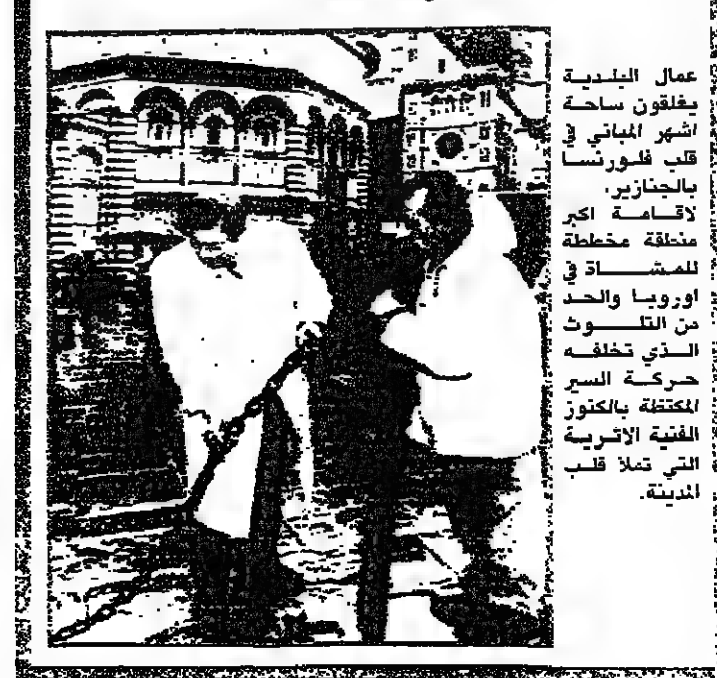 عمال البلدية
يغلقون ساحة
اشهر المباني في
قلب فلورنسا
بالجنازير،
لاقامة اكبر
منطقة مخططة
للمشاة في
اوروبا والحد
من التلوث
الذي تخلفه
حركة السير
المكتظة بالكنوز
الفنية الاثرية
التي تملأ قلب
المدينة.